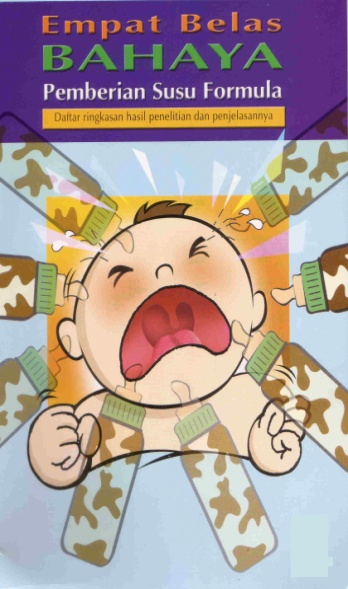 Empat Belas
BAHAYA
Pemberian Susu Formula
Daftar ringkasan hasil penelitian dan penjelasannya